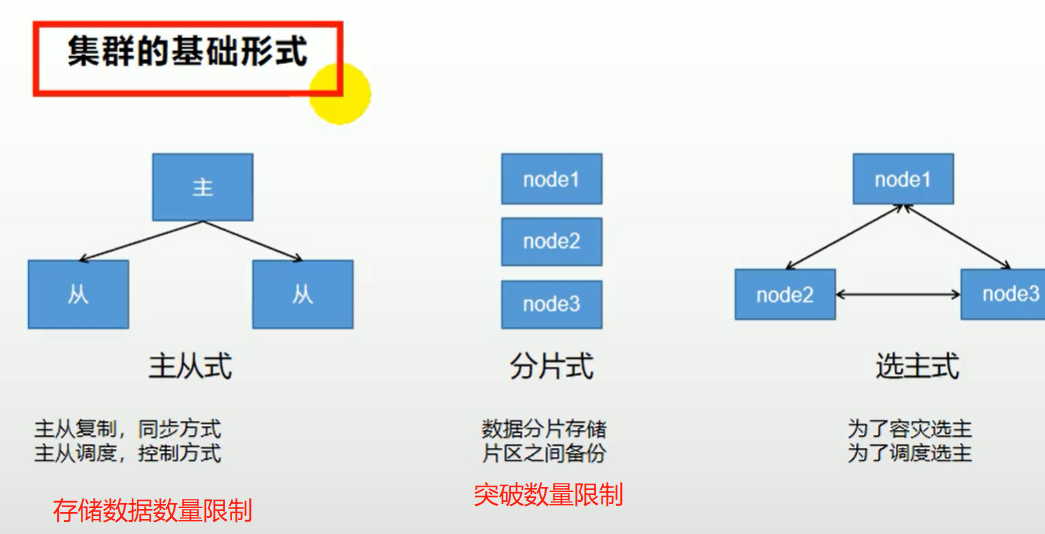 集群的基础形式
主
从
从
主从式
主从复制，同步方式
主从调度，控制方式
存储数据数量限制
node1
node2
node3
分片式
数据分片存储
片区之间备份
突破数量限制
node1
node2
node3
选主式
为了容灾选主
为了调度选主